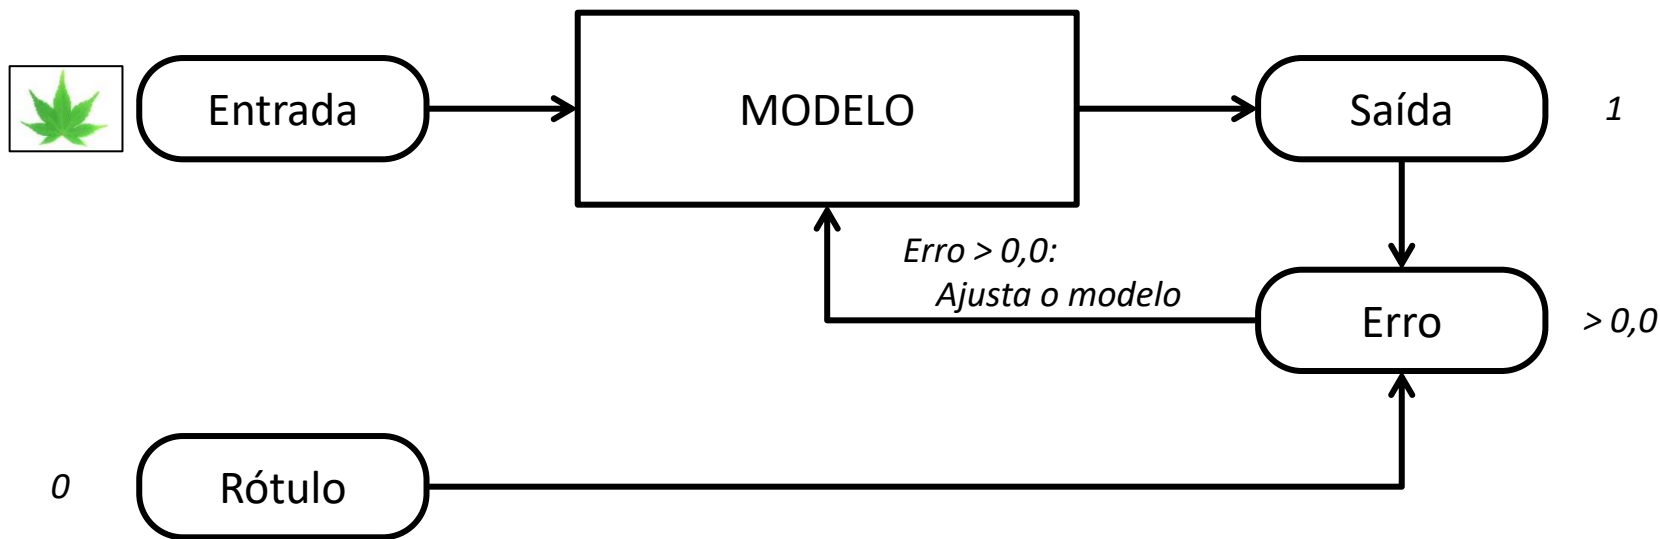 Entrada
MODELO
Saída
1
Erro > 0,0:
Ajusta o modelo
Erro
> 0,0
0
Rótulo